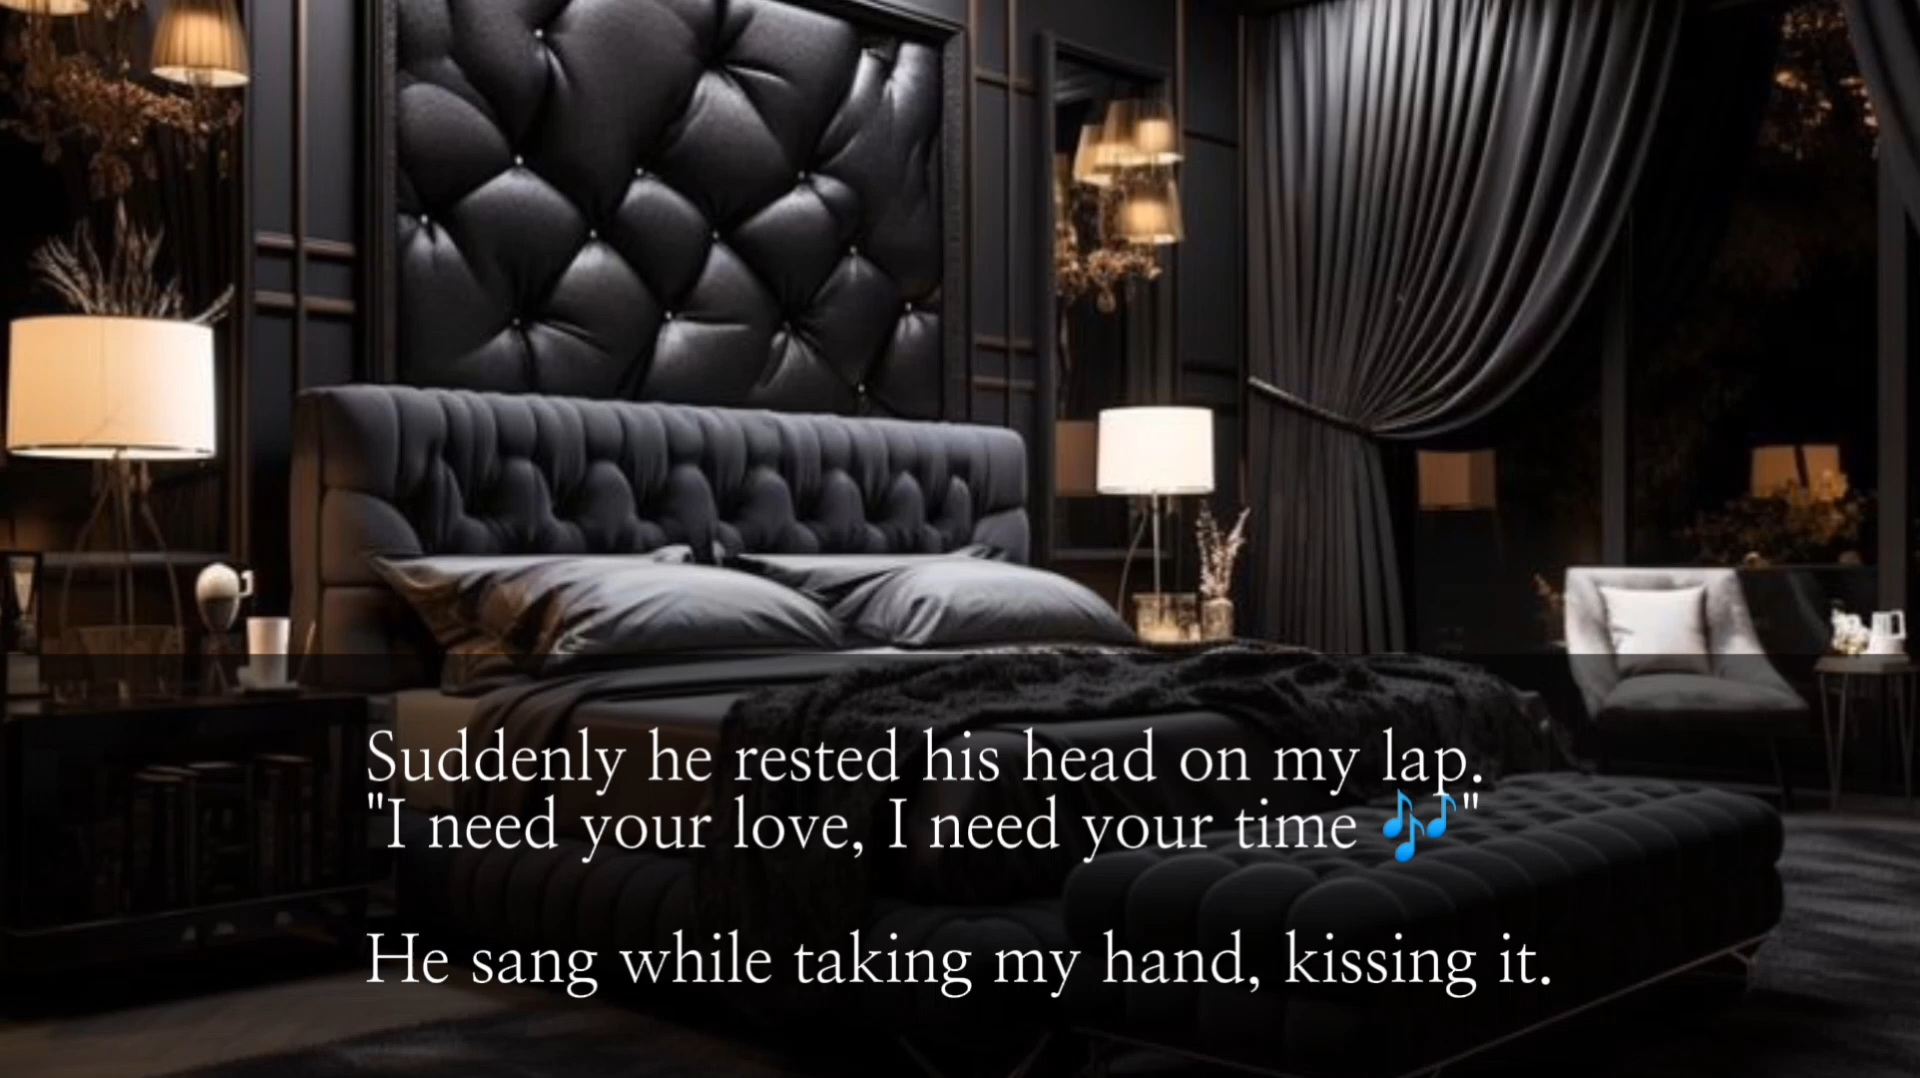 Suddenly he rested his head on my lap.
"I need your love, I need your time 🎶"
He sang while taking my hand, kissing it.